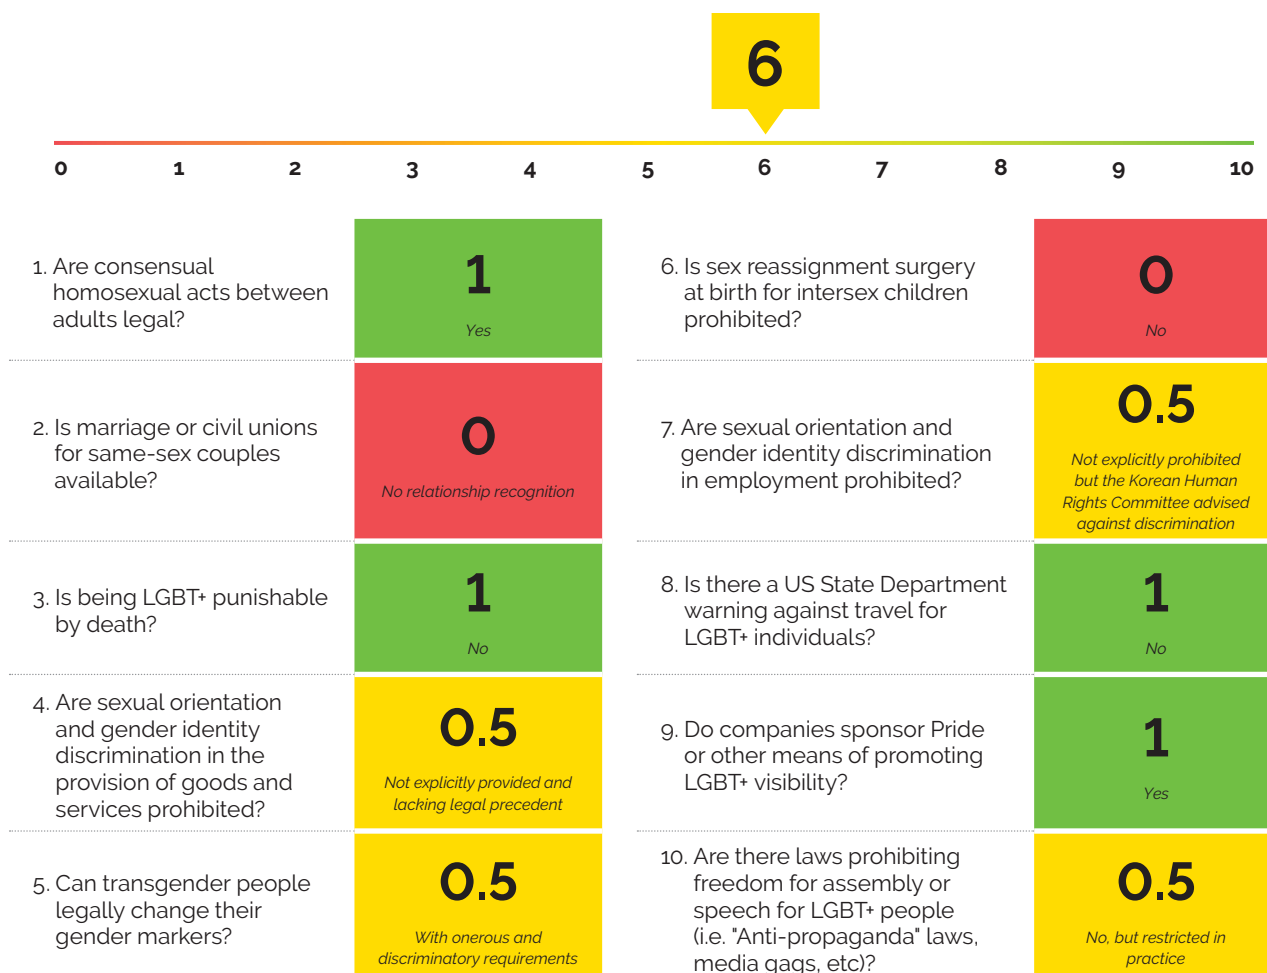 6
0 1 2 3 4 5 6 7 8 9 10
1. Are consensual
homosexual acts between
adults legal?
1
Yes
2. Is marriage or civil unions
for same-sex couples
available?
0
No relationship recognition
3. Is being LGBT+ punishable
by death?
1
No
4. Are sexual orientation
and gender identity
discrimination in the
provision of goods and
services prohibited?
0.5
Not explicitly provided and
lacking legal precedent
5. Can transgender people
legally change their
gender markers?
0.5
With onerous and
discriminatory requirements
6. Is sex reassignment surgery
at birth for intersex children
prohibited?
0
No
7. Are sexual orientation and
gender identity discrimination
in employment prohibited?
0.5
Not explicitly prohibited
but the Korean Human
Rights Committee advised
against discrimination
8. Is there a US State Department
warning against travel for
LGBT+ individuals?
1
No
9. Do companies sponsor Pride
or other means of promoting
LGBT+ visibility?
1
Yes
10. Are there laws prohibiting
freedom for assembly or
speech for LGBT+ people
(i.e. "Anti-propaganda" laws,
media gags, etc)?
0.5
No, but restricted in
practice